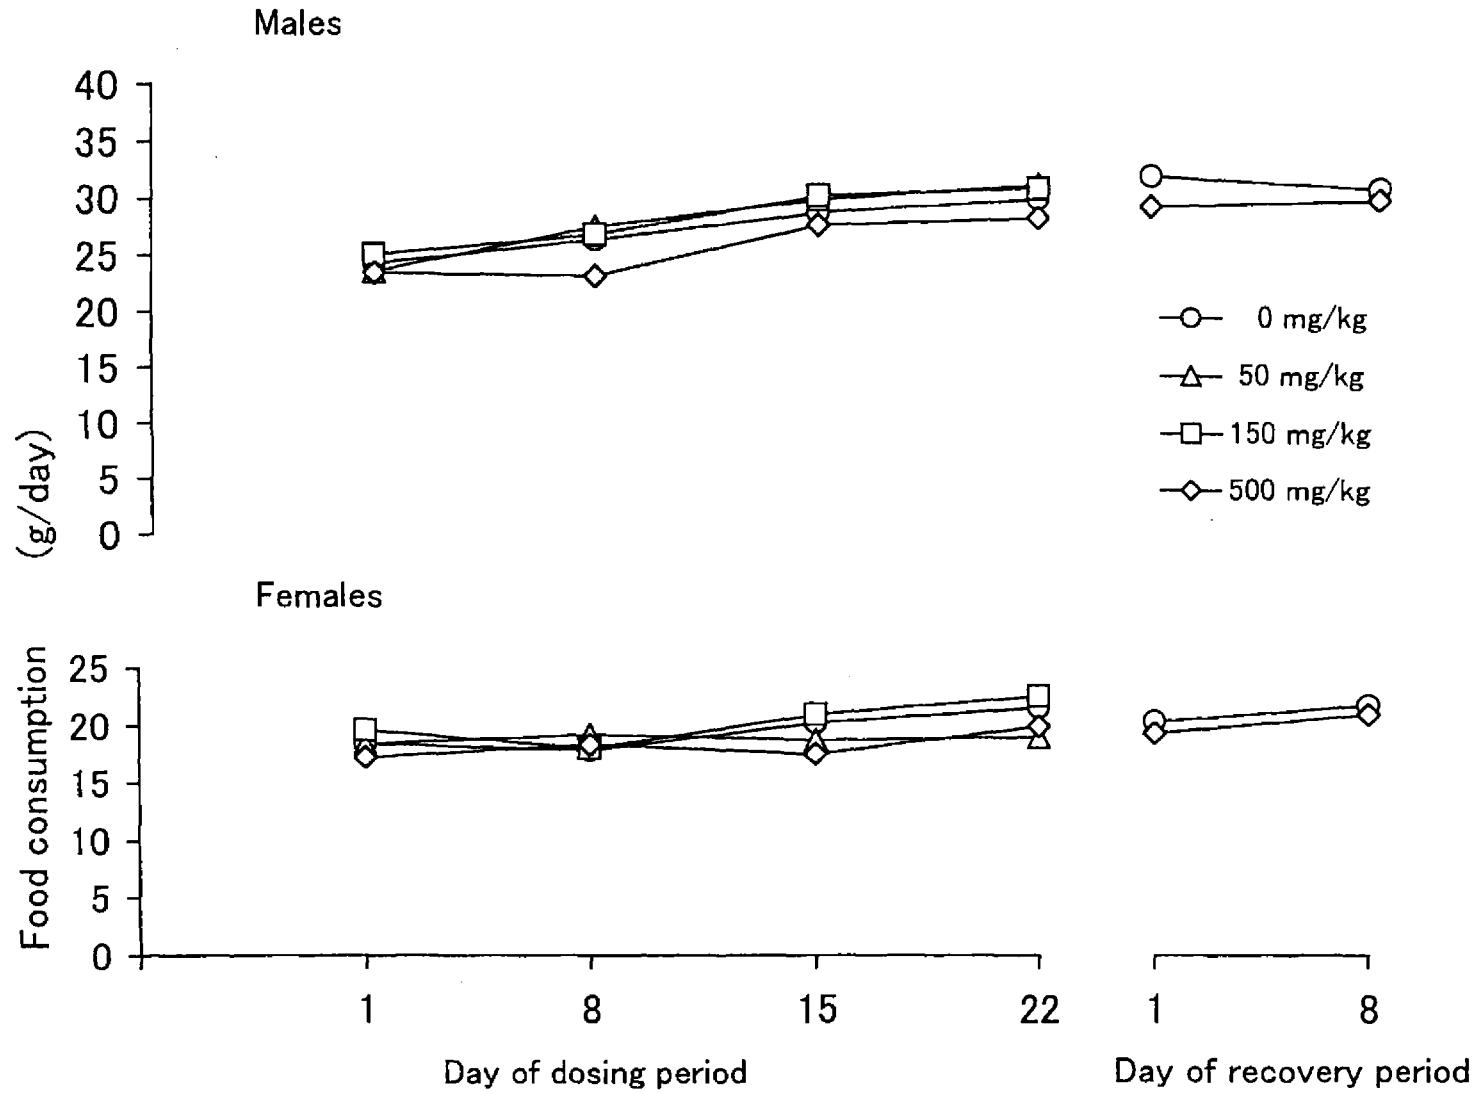 Males
40
35
30
25
20
15
10
5
0
(g/day)
0 mg/kg
50 mg/kg
150 mg/kg
500 mg/kg
Females
Food consumption
25
20
15
10
5
0
1 8 15 22 1 8
Day of dosing period Day of recovery period